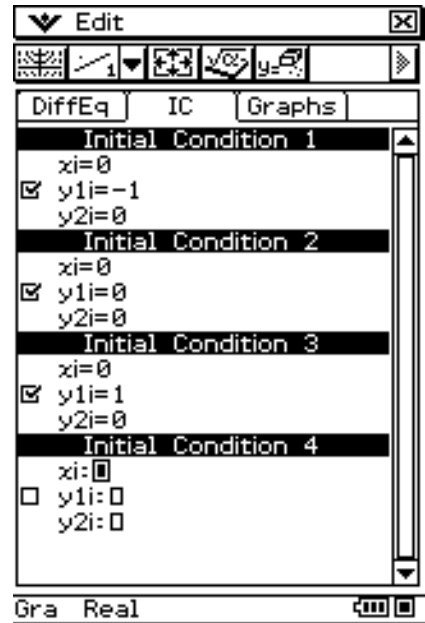 Edit
DiffEq IC Graphs
Initial Condition 1
xi=0
y1i=-1
y2i=0
Initial Condition 2
xi=0
y1i=0
y2i=0
Initial Condition 3
xi=0
y1i=1
y2i=0
Initial Condition 4
xi:
y1i:
y2i:
Gra Real